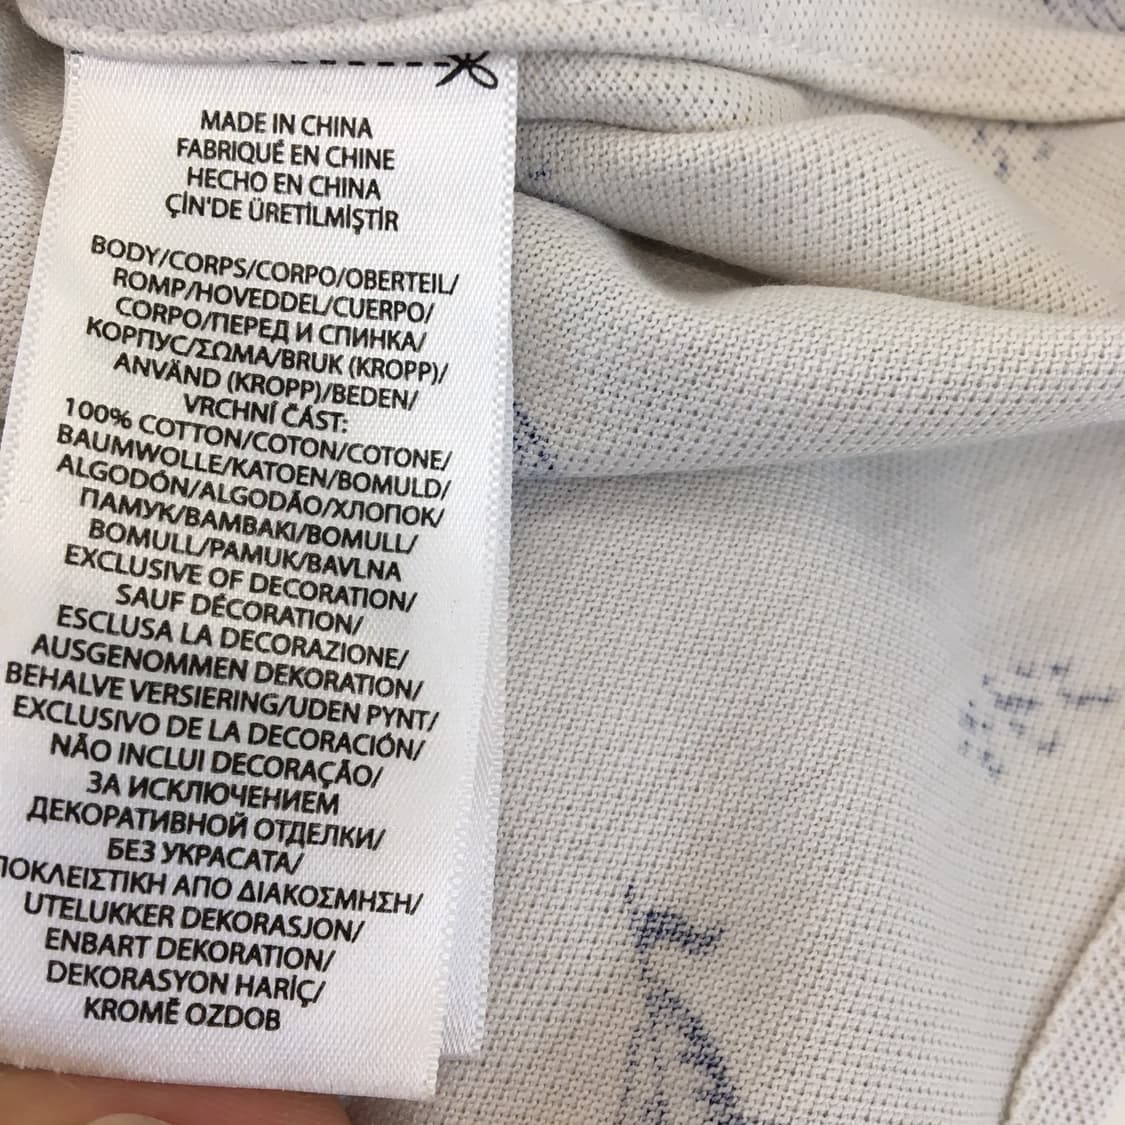 MADE IN CHINA
FABRIQUÉ EN CHINE
HECHO EN CHINA
ÇİN'DE ÜRETİLMİŞTİR
BODY/CORPS/CORPO/OBERTEIL/
ROMP/HOVEDDEL/CUERPO/
CORPO/ПЕРЕД И СПИНКА/
КОРПУС/ΣΩΜΑ/BRUK (KROPP)/
ANVÄND (KROPP)/BEDEN/
VRCHNÍ ČÁST:
100% COTTON/COTON/COTONE/
BAUMWOLLE/KATOEN/BOMULD/
ALGODÓN/ALGODÃO/ХЛОПОК/
ПАМУК/ΒΑΜΒΑΚΙ/BOMULL/
BOMULL/PAMUK/BAVLNA
EXCLUSIVE OF DECORATION/
SAUF DÉCORATION/
ESCLUSA LA DECORAZIONE/
AUSGENOMMEN DEKORATION/
BEHALVE VERSIERING/UDEN PYNT/
EXCLUSIVO DE LA DECORACIÓN/
NÃO INCLUI DECORAÇÃO/
ЗА ИСКЛЮЧЕНИЕМ
ДЕКОРАТИВНОЙ ОТДЕЛКИ/
БЕЗ УКРАСАТА/
ΠΟΚΛΕΙΣΤΙΚΗ ΑΠΟ ΔΙΑΚΟΣΜΗΣΗ/
UTELUKKER DEKORASJON/
ENBART DEKORATION/
DEKORASYON HARİÇ/
KROMĚ OZDOB